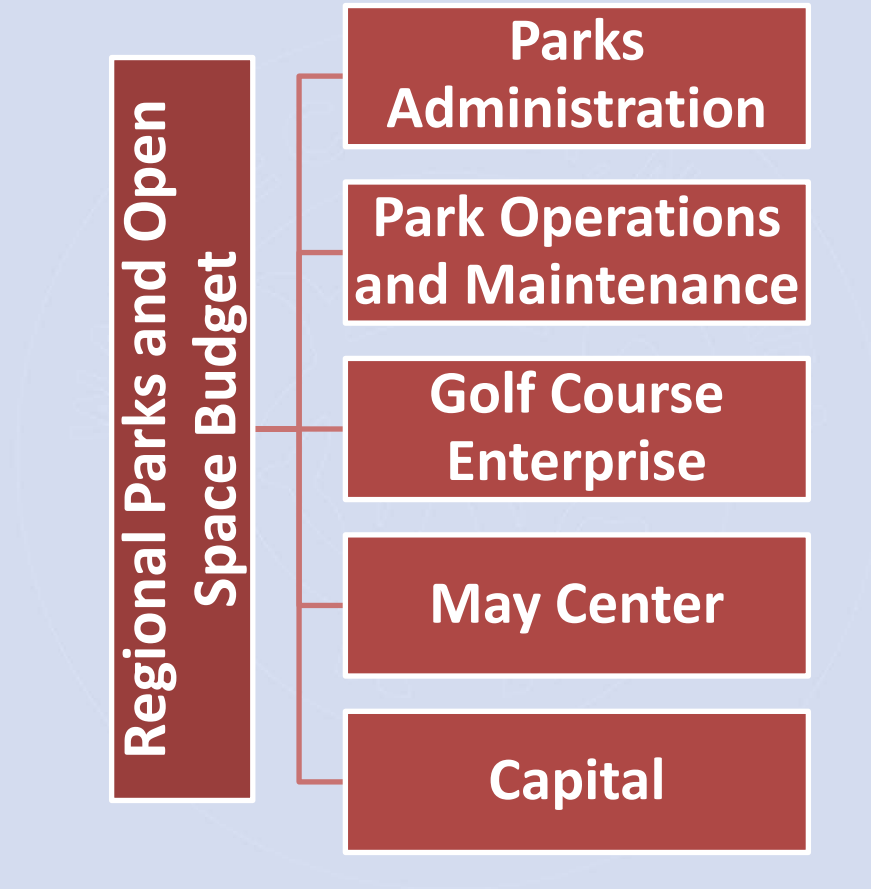 Regional Parks and Open
Space Budget
Parks
Administration
Park Operations
and Maintenance
Golf Course
Enterprise
May Center
Capital